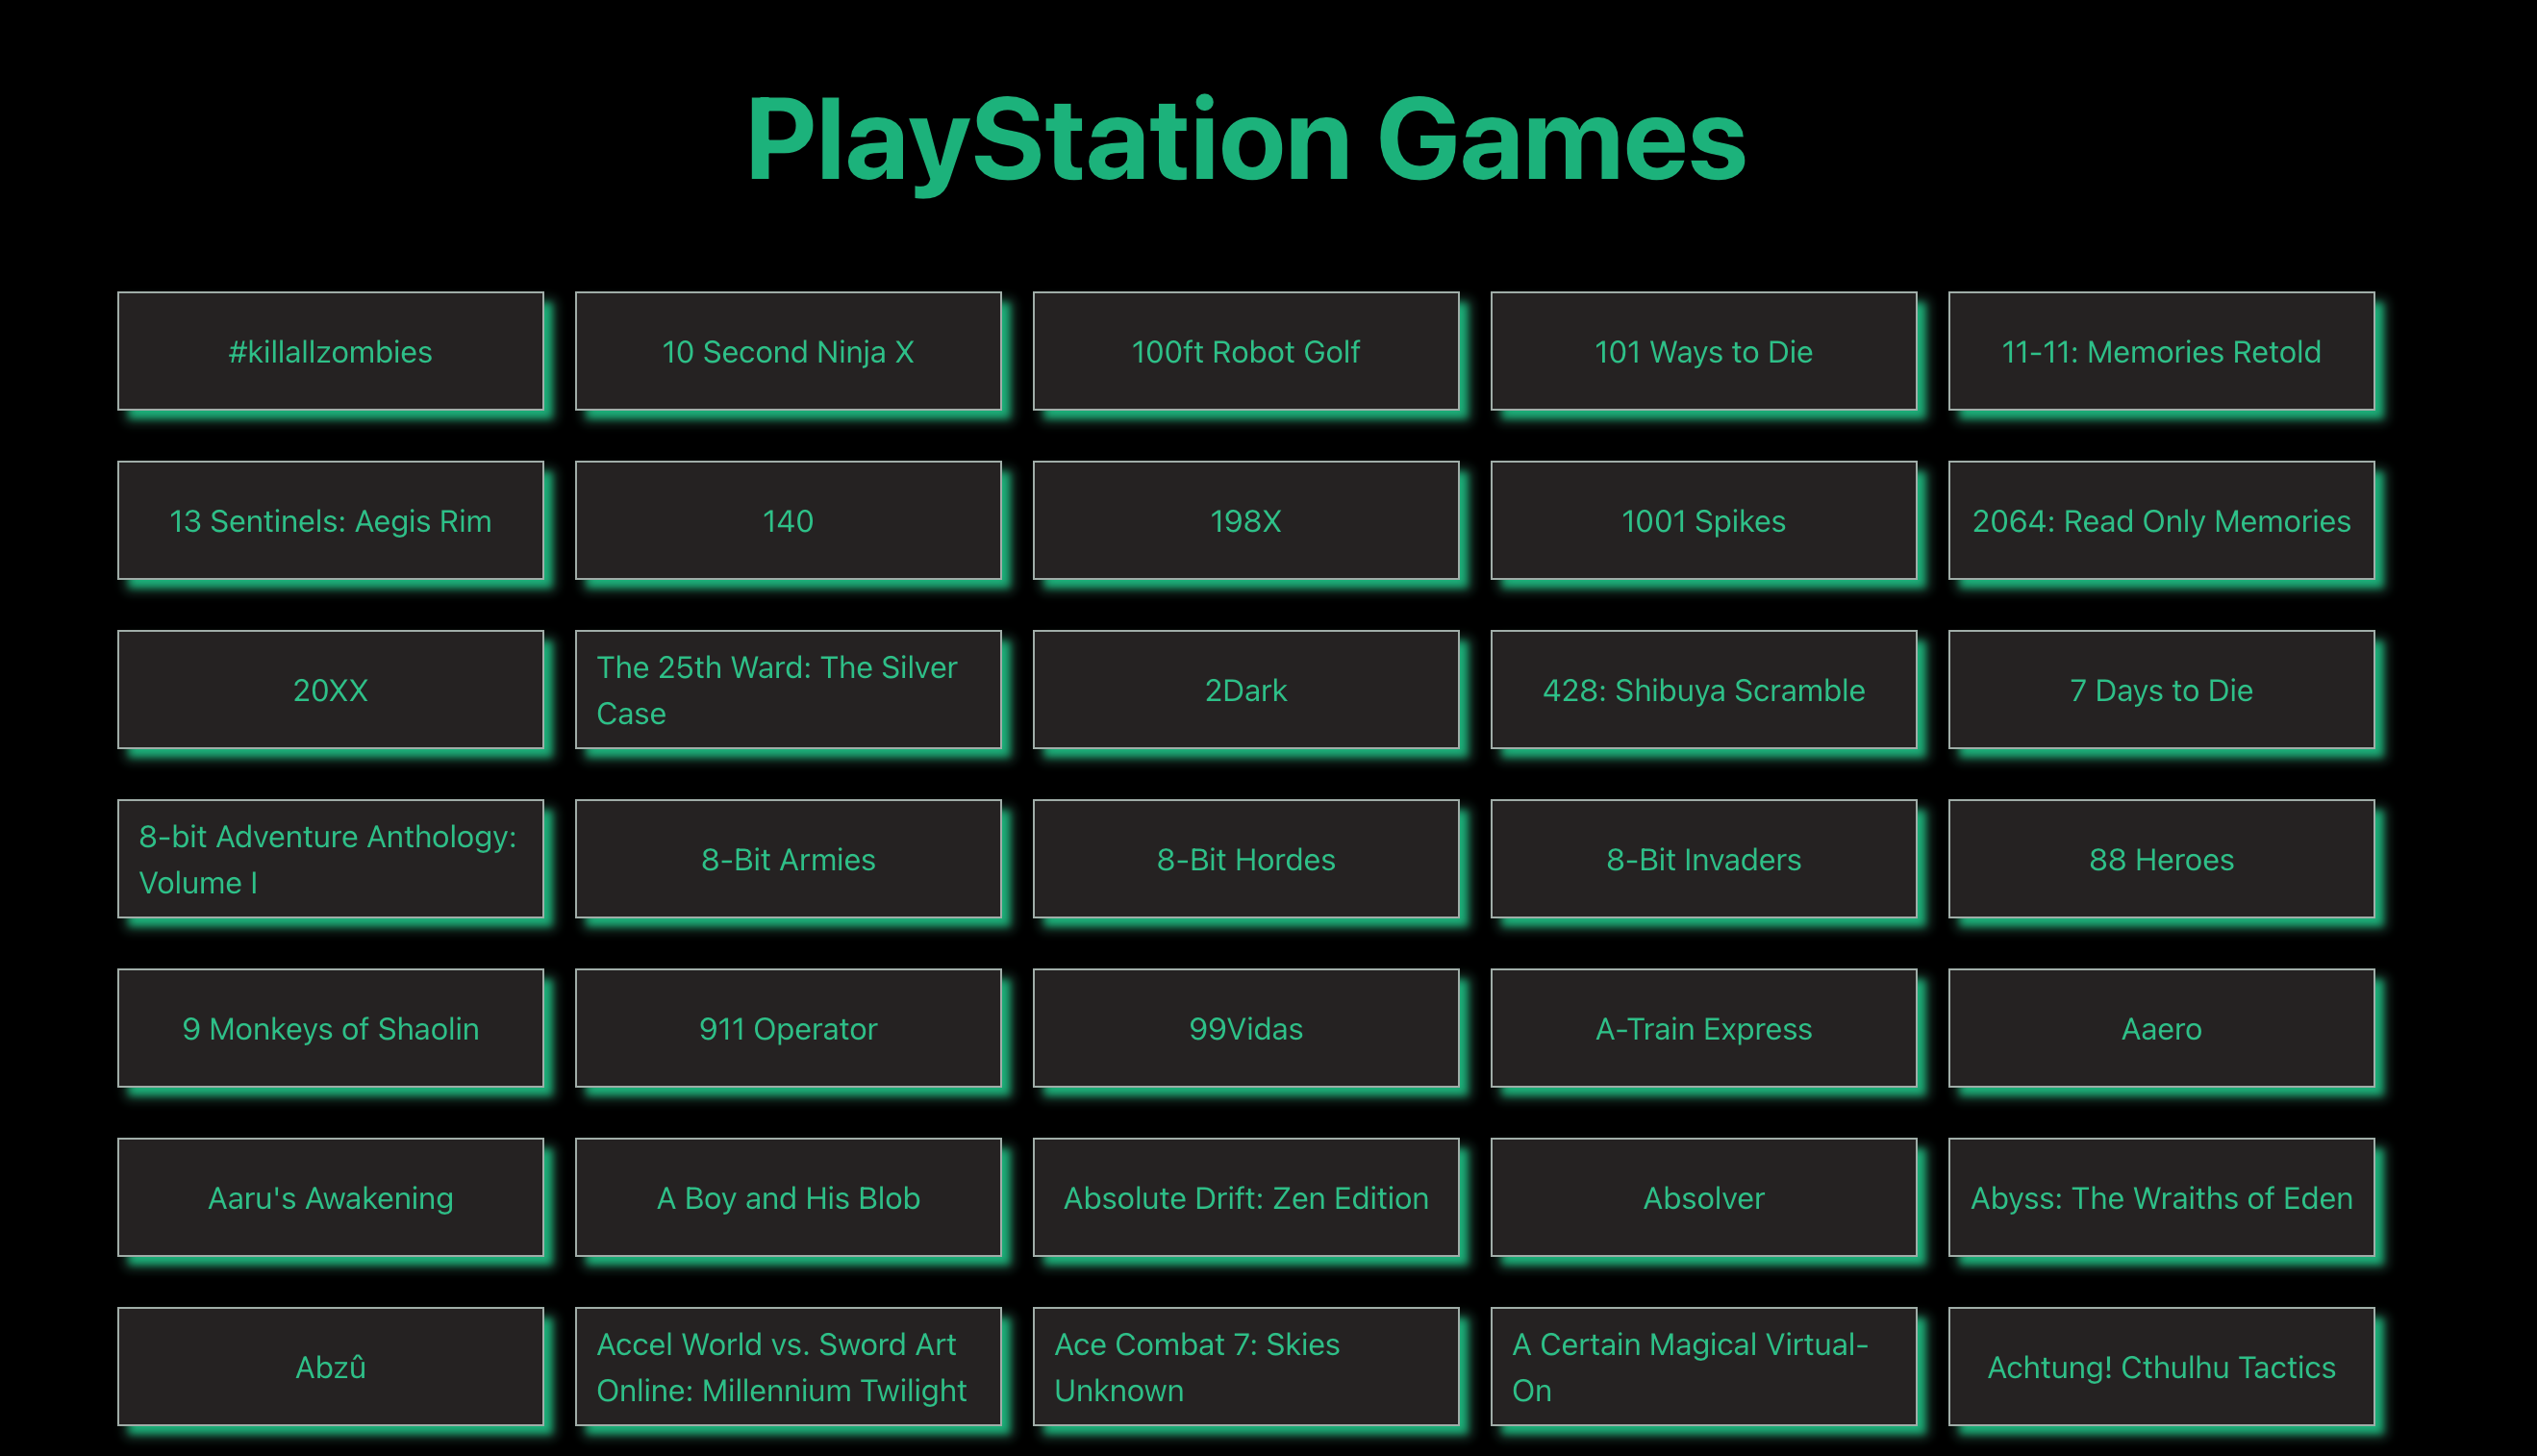 PlayStation Games
#killallzombies
10 Second Ninja X
100ft Robot Golf
101 Ways to Die
11-11: Memories Retold
13 Sentinels: Aegis Rim
140
198X
1001 Spikes
2064: Read Only Memories
20XX
The 25th Ward: The Silver
Case
2Dark
428: Shibuya Scramble
7 Days to Die
8-bit Adventure Anthology:
Volume I
8-Bit Armies
8-Bit Hordes
8-Bit Invaders
88 Heroes
9 Monkeys of Shaolin
911 Operator
99Vidas
A-Train Express
Aaero
Aaru's Awakening
A Boy and His Blob
Absolute Drift: Zen Edition
Absolver
Abyss: The Wraiths of Eden
Abzû
Accel World vs. Sword Art
Online: Millennium Twilight
Ace Combat 7: Skies
Unknown
A Certain Magical Virtual-
On
Achtung! Cthulhu Tactics